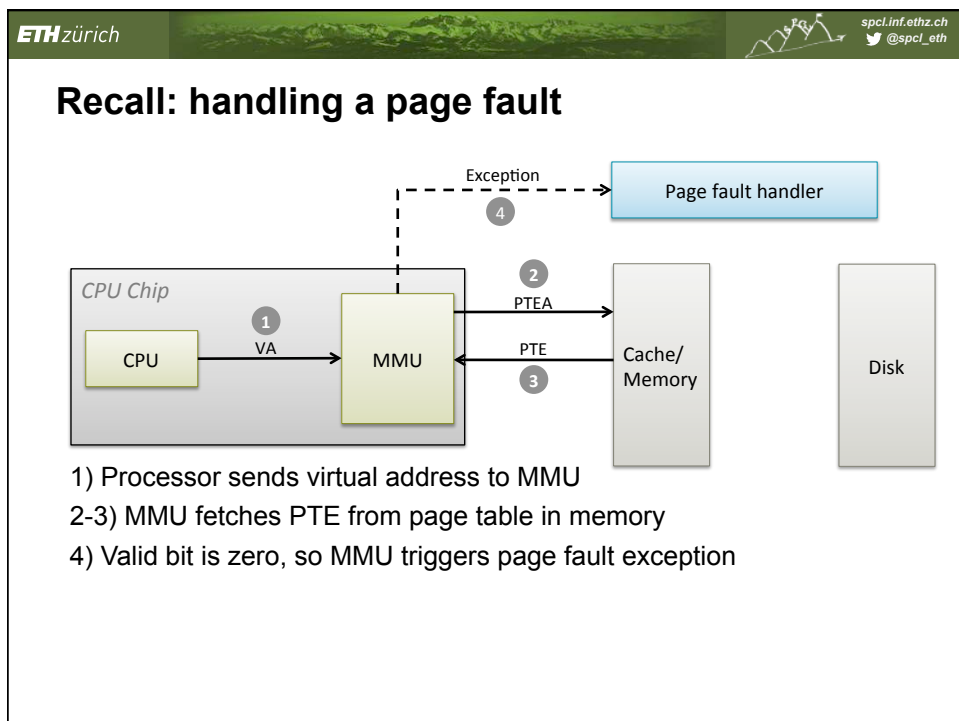 ETH zürich
spcl.inf.ethz.ch
@spcl_eth
Recall: handling a page fault
Exception
4
Page fault handler
CPU Chip
2
PTEA
1
VA
CPU
MMU
PTE
3
Cache/
Memory
Disk
1) Processor sends virtual address to MMU
2-3) MMU fetches PTE from page table in memory
4) Valid bit is zero, so MMU triggers page fault exception